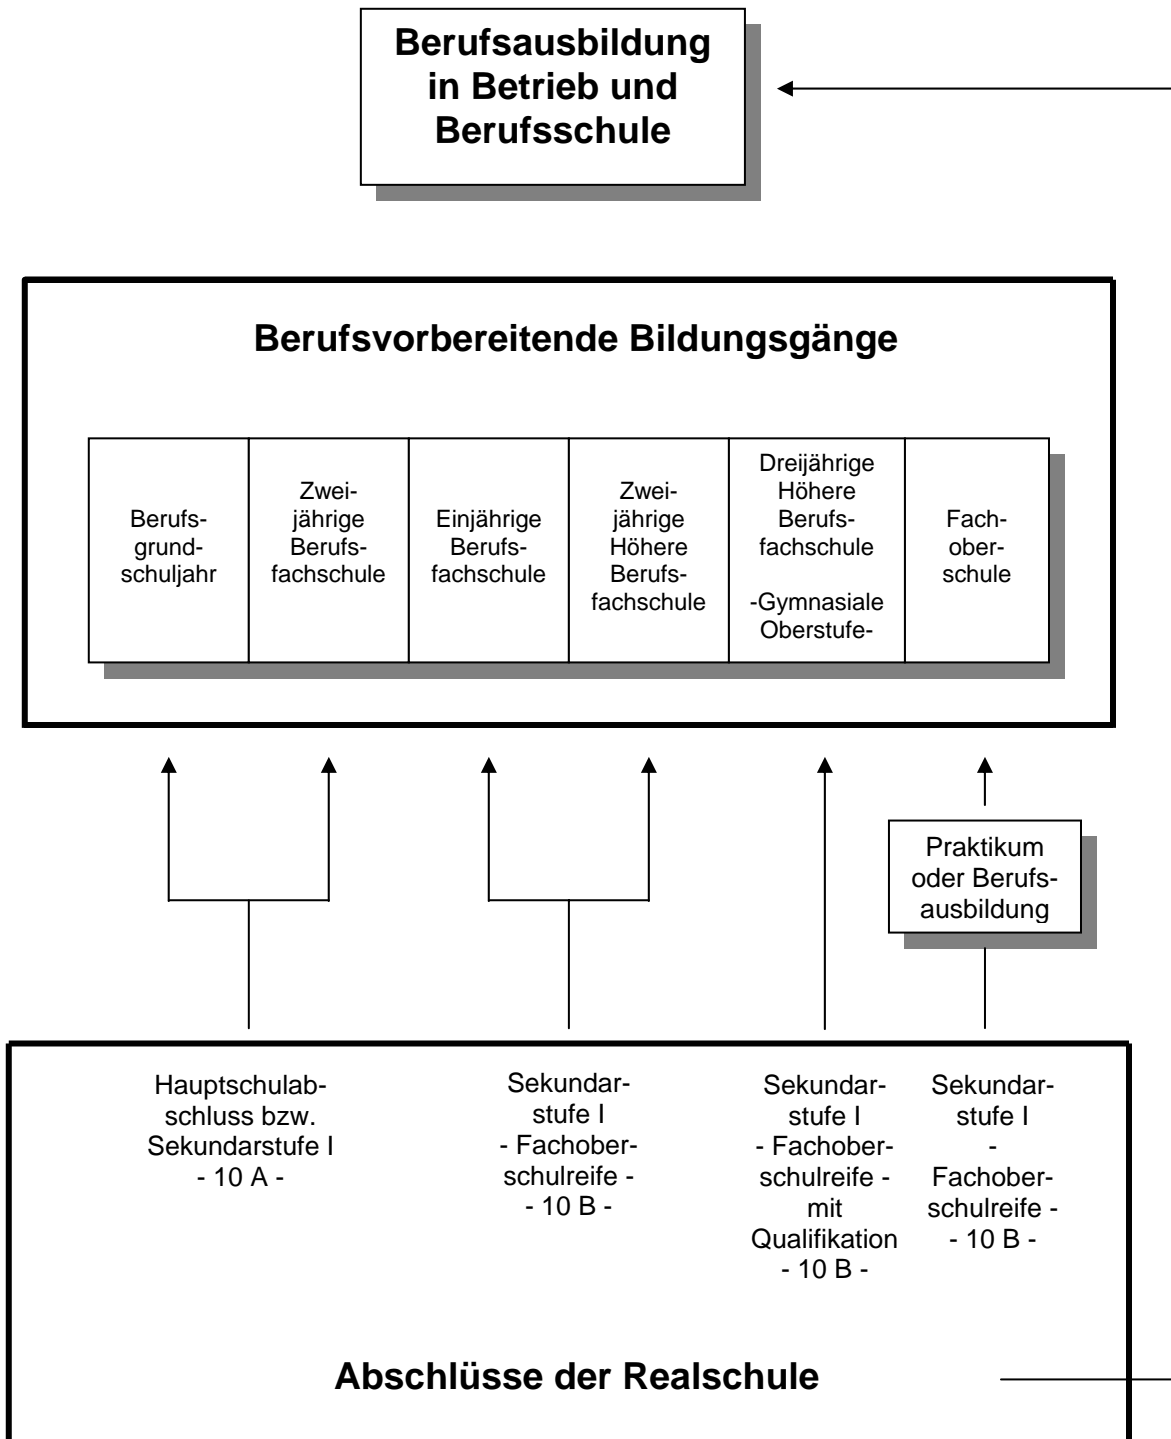 Berufsausbildung
in Betrieb und
Berufsschule
Berufsvorbereitende Bildungsgänge
Berufs-
grund-
schuljahr
Zwei-
jährige
Berufs-
fachschule
Einjährige
Berufs-
fachschule
Zwei-
jährige
Höhere
Berufs-
fachschule
Dreijährige
Höhere
Berufs-
fachschule
-Gymnasiale
Oberstufe-
Fach-
ober-
schule
Praktikum
oder Berufs-
ausbildung
Hauptschulab-
schluss bzw.
Sekundarstufe I
- 10 A -
Sekundar-
stufe I
- Fachober-
schulreife -
- 10 B -
Sekundar-
stufe I
- Fachober-
schulreife -
mit
Qualifikation
- 10 B -
Sekundar-
stufe I
-
Fachober-
schulreife -
- 10 B -
Abschlüsse der Realschule